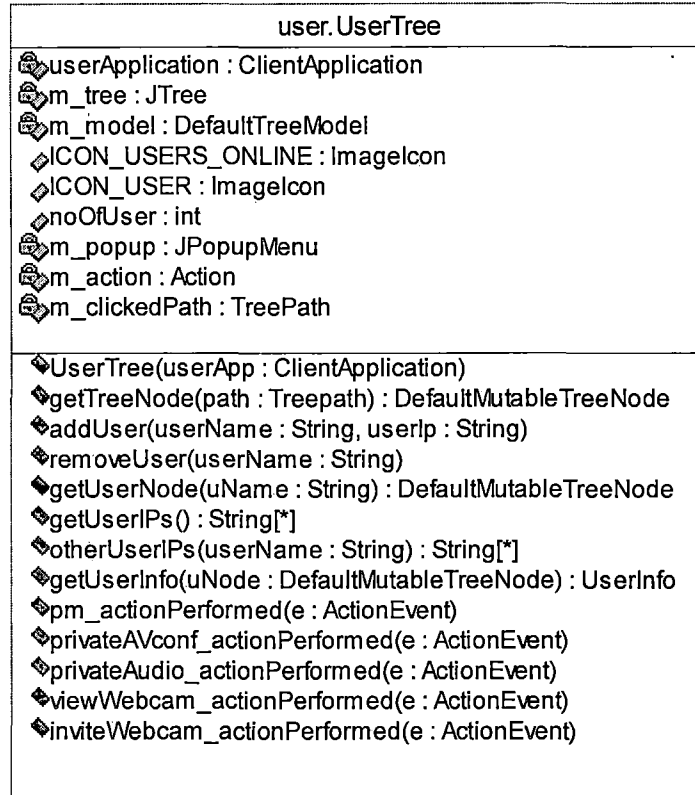 user.UserTree
userApplication : ClientApplication
m_tree : JTree
m_model : DefaultTreeModel
ICON_USERS_ONLINE : ImageIcon
ICON_USER : ImageIcon
noOfUser : int
m_popup : JPopupMenu
m_action : Action
m_clickedPath : TreePath
UserTree(userApp : ClientApplication)
getTreeNode(path : Treepath) : DefaultMutableTreeNode
addUser(userName : String, userIp : String)
removeUser(userName : String)
getUserNode(uName : String) : DefaultMutableTreeNode
getUserIPs() : String[*]
otherUserIPs(userName : String) : String[*]
getUserInfo(uNode : DefaultMutableTreeNode) : UserInfo
pm_actionPerformed(e : ActionEvent)
privateAVconf_actionPerformed(e : ActionEvent)
privateAudio_actionPerformed(e : ActionEvent)
viewWebcam_actionPerformed(e : ActionEvent)
inviteWebcam_actionPerformed(e : ActionEvent)